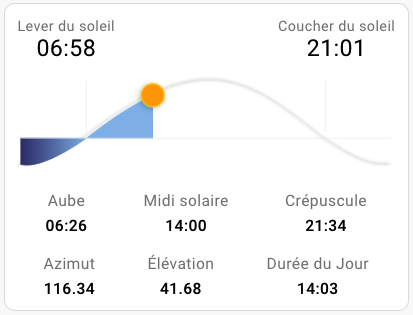 Lever du soleil Coucher du soleil
06:58 21:01
Aube Midi solaire Crépuscule
06:26 14:00 21:34
Azimut Élévation Durée du Jour
116.34 41.68 14:03